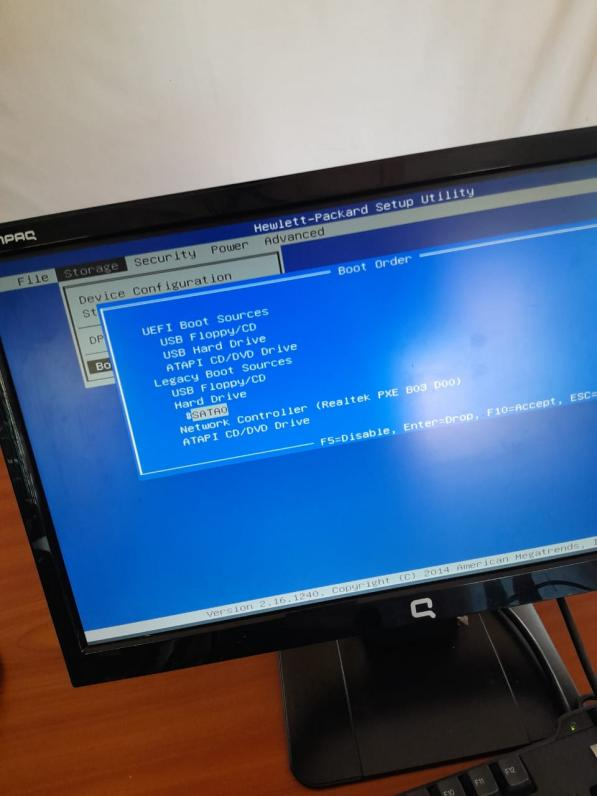 MPAQ
Hewlett-Packard Setup Utility
File Storage Security Power Advanced
Device Configuration
St
DP
Bo
Boot Order
UEFI Boot Sources
USB Floppy/CD
USB Hard Drive
ATAPI CD/DVD Drive
Legacy Boot Sources
USB Floppy/CD
Hard Drive
#SATA0
Network Controller (Realtek PXE B03 D00)
ATAPI CD/DVD Drive
F5=Disable, Enter=Drop, F10=Accept, ESC=
Version 2.16.1240. Copyright (C) 2014 American Megatrends, I
F10 F11 F12